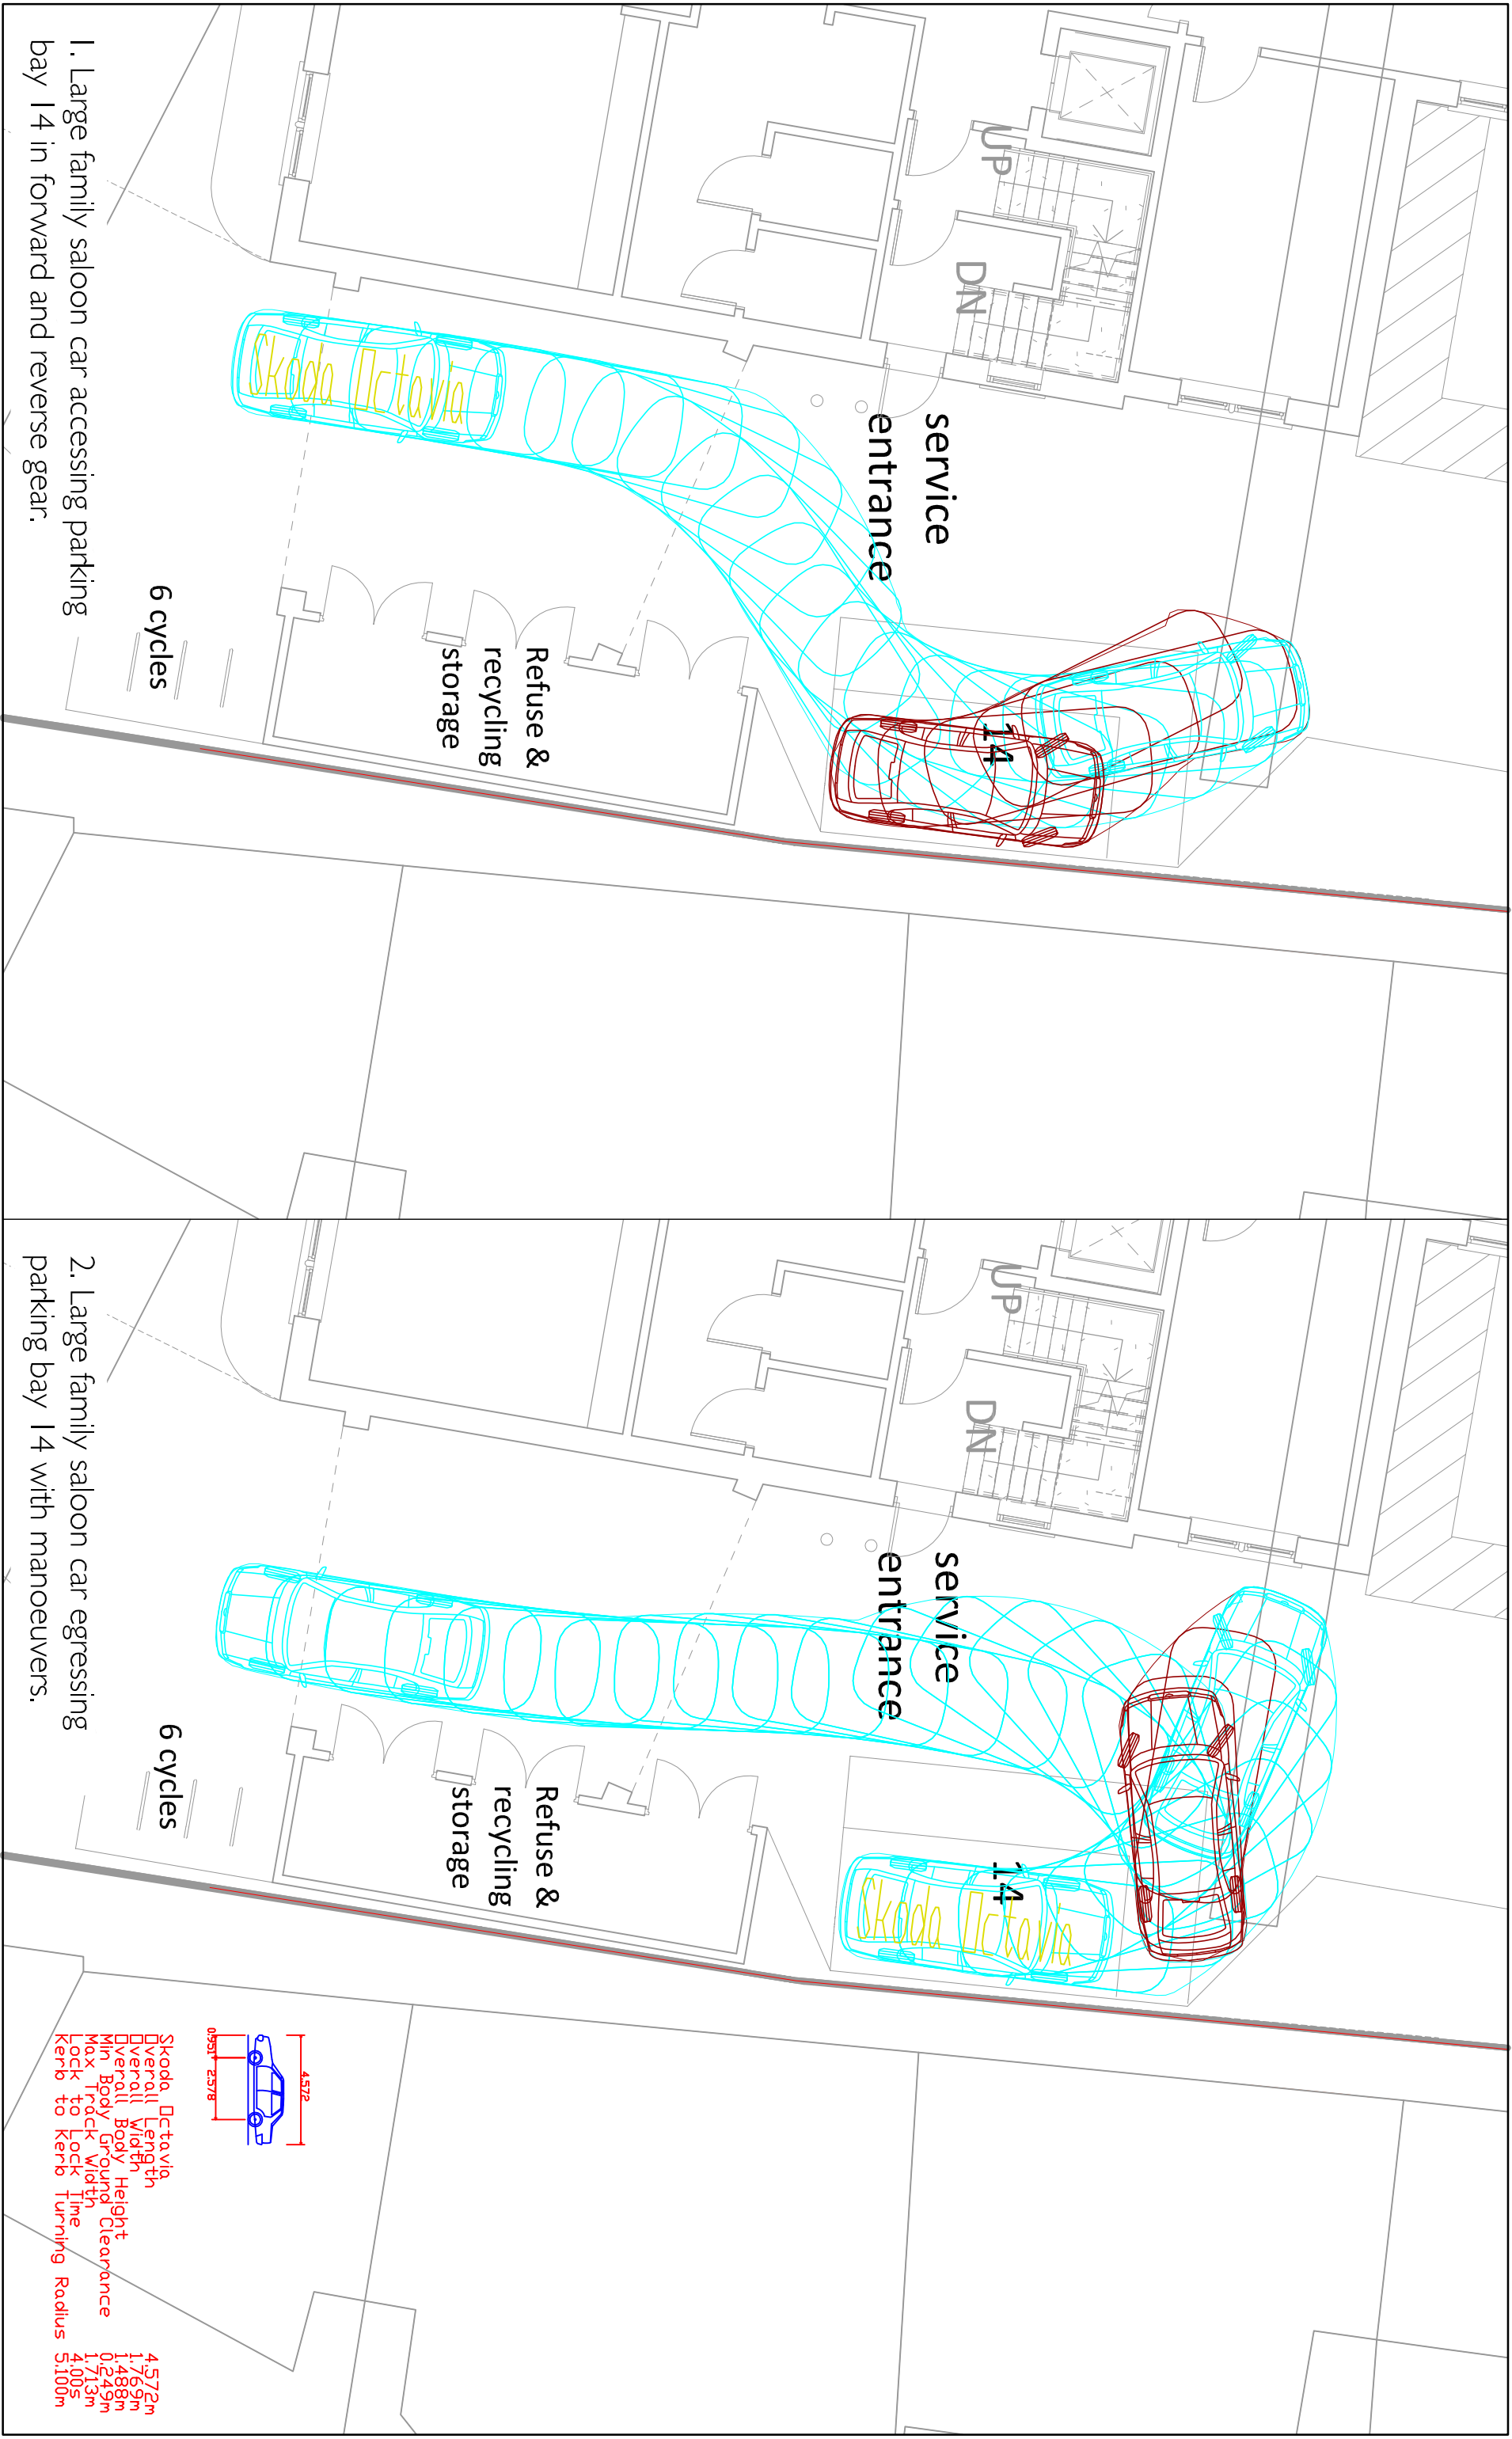 UP
DN
14
service
entrance
Refuse &
recycling
storage
Skoda Octavia
6 cycles
1. Large family saloon car accessing parking
bay 14 in forward and reverse gear.
UP
DN
14
service
entrance
Refuse &
recycling
storage
Skoda Octavia
6 cycles
2. Large family saloon car egressing
parking bay 14 with manoeuvers.
4.572
0.951 2.578
Skoda Octavia
Overall Length 4.572m
Overall Width 1.769m
Overall Body Height 1.488m
Min Body Ground Clearance 0.249m
Max Track Width 1.713m
Lock to Lock Time 4.00s
Kerb to Kerb Turning Radius 5.100m